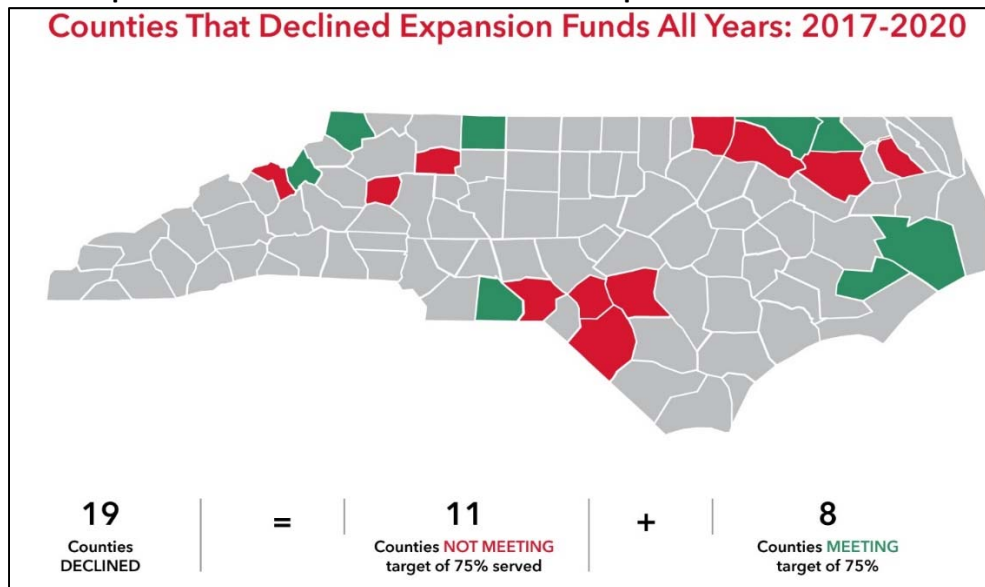 Counties That Declined Expansion Funds All Years: 2017-2020
19
Counties
DECLINED
=
11
Counties NOT MEETING
target of 75% served
+
8
Counties MEETING
target of 75%